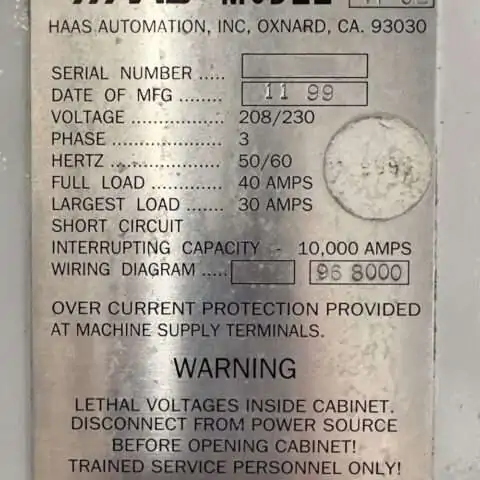 MODEL
HAAS AUTOMATION, INC, OXNARD, CA. 93030
SERIAL NUMBER .....
DATE OF MFG ........ 11 99
VOLTAGE ................. 208/230
PHASE ..................... 3
HERTZ .................... 50/60
FULL LOAD ............. 40 AMPS
LARGEST LOAD ....... 30 AMPS
SHORT CIRCUIT
INTERRUPTING CAPACITY - 10,000 AMPS
WIRING DIAGRAM ..... 96 8000
OVER CURRENT PROTECTION PROVIDED
AT MACHINE SUPPLY TERMINALS.
WARNING
LETHAL VOLTAGES INSIDE CABINET.
DISCONNECT FROM POWER SOURCE
BEFORE OPENING CABINET!
TRAINED SERVICE PERSONNEL ONLY!